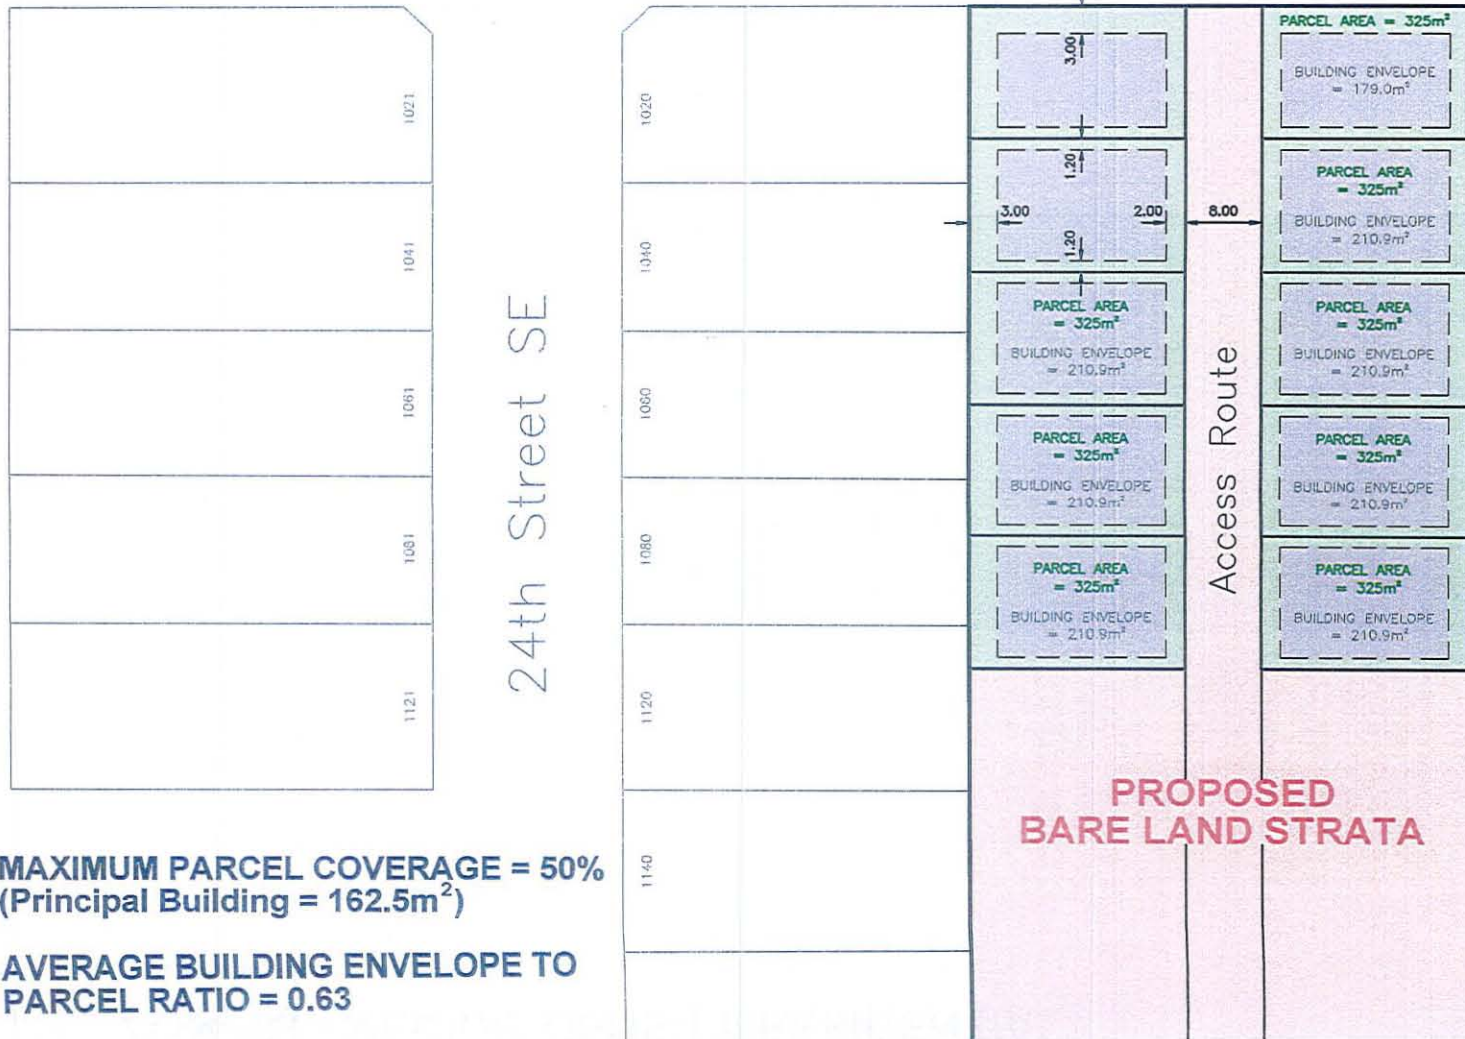 1021
1041
1061
1081
1121
24th Street SE
1020
1040
1060
1080
1120
1140
3.00
1.20
3.00
2.00
1.20
8.00
PARCEL AREA
= 325m²
BUILDING ENVELOPE
= 210.9m²
PARCEL AREA
= 325m²
BUILDING ENVELOPE
= 210.9m²
PARCEL AREA
= 325m²
BUILDING ENVELOPE
= 210.9m²
Access Route
PARCEL AREA = 325m²
BUILDING ENVELOPE
= 179.0m²
PARCEL AREA
= 325m²
BUILDING ENVELOPE
= 210.9m²
PARCEL AREA
= 325m²
BUILDING ENVELOPE
= 210.9m²
PARCEL AREA
= 325m²
BUILDING ENVELOPE
= 210.9m²
PARCEL AREA
= 325m²
BUILDING ENVELOPE
= 210.9m²
PROPOSED
BARE LAND STRATA
MAXIMUM PARCEL COVERAGE = 50%
(Principal Building = 162.5m²)
AVERAGE BUILDING ENVELOPE TO
PARCEL RATIO = 0.63